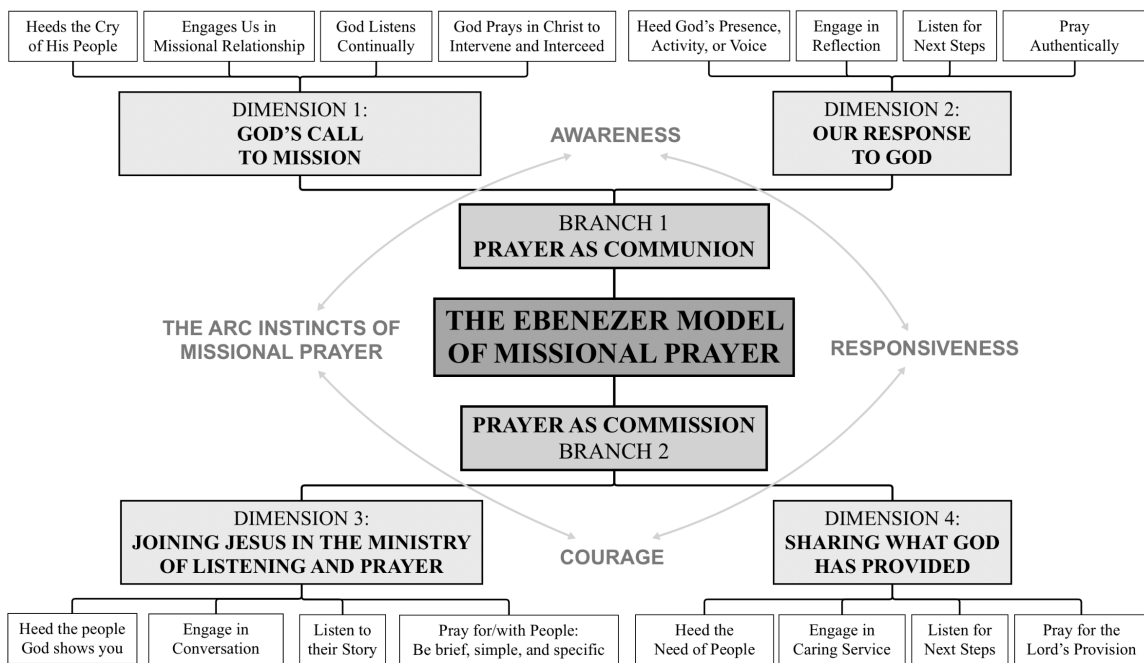 Heeds the Cry
of His People
Engages Us in
Missional Relationship
God Listens
Continually
God Prays in Christ to
Intervene and Interceed
Heed God’s Presence,
Activity, or Voice
Engage in
Reflection
Listen for
Next Steps
Pray
Authentically
DIMENSION 1:
GOD’S CALL
TO MISSION
AWARENESS
DIMENSION 2:
OUR RESPONSE
TO GOD
BRANCH 1
PRAYER AS COMMUNION
THE ARC INSTINCTS OF
MISSIONAL PRAYER
THE EBENEZER MODEL
OF MISSIONAL PRAYER
RESPONSIVENESS
PRAYER AS COMMISSION
BRANCH 2
DIMENSION 3:
JOINING JESUS IN THE MINISTRY
OF LISTENING AND PRAYER
COURAGE
DIMENSION 4:
SHARING WHAT GOD
HAS PROVIDED
Heed the people
God shows you
Engage in
Conversation
Listen to
their Story
Pray for/with People:
Be brief, simple, and specific
Heed the
Need of People
Engage in
Caring Service
Listen for
Next Steps
Pray for the
Lord’s Provision